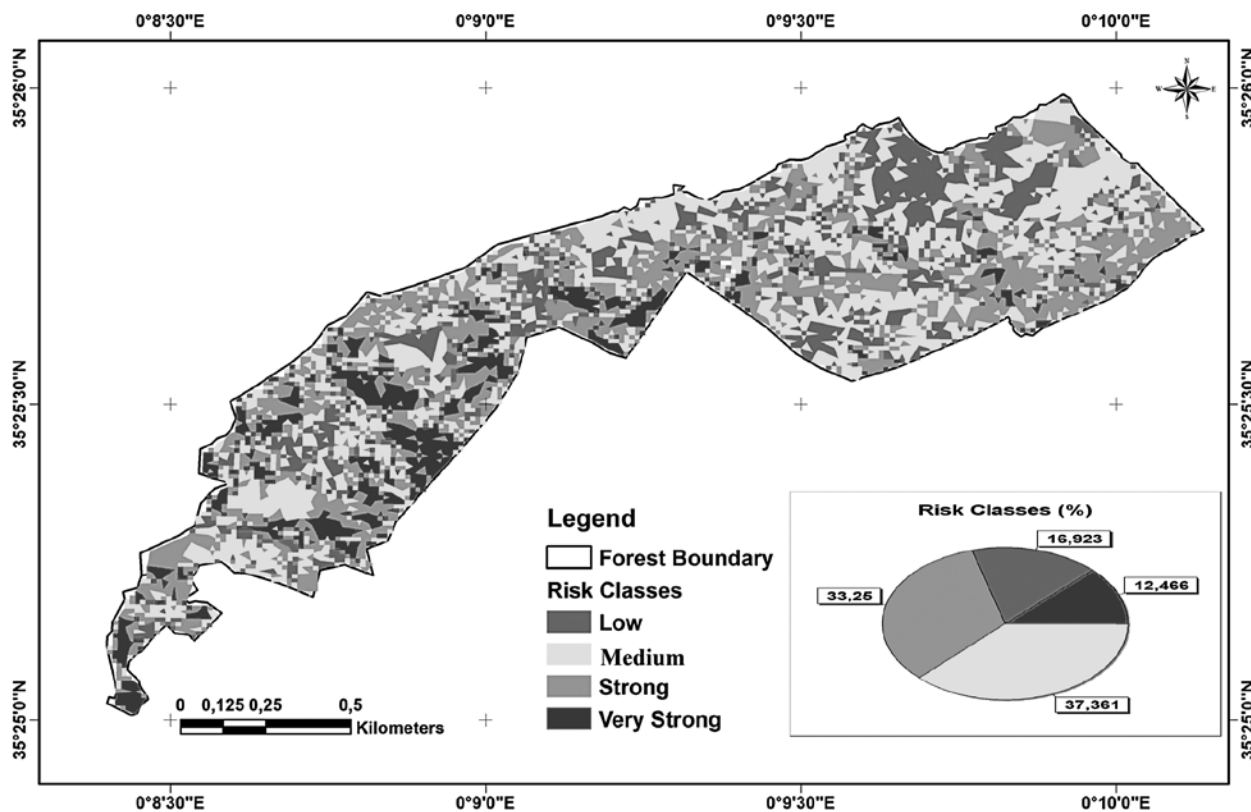 0°8'30"E
0°9'0"E
0°9'30"E
0°10'0"E
35°26'0"N
35°26'0"N
N
W
E
S
35°25'30"N
35°25'30"N
Legend
Forest Boundary
Risk Classes
Low
Medium
Strong
Very Strong
Risk Classes (%)
16,923
12,466
33,25
37,361
0 0,125 0,25 0,5
Kilometers
35°25'0"N
35°25'0"N
0°8'30"E
0°9'0"E
0°9'30"E
0°10'0"E